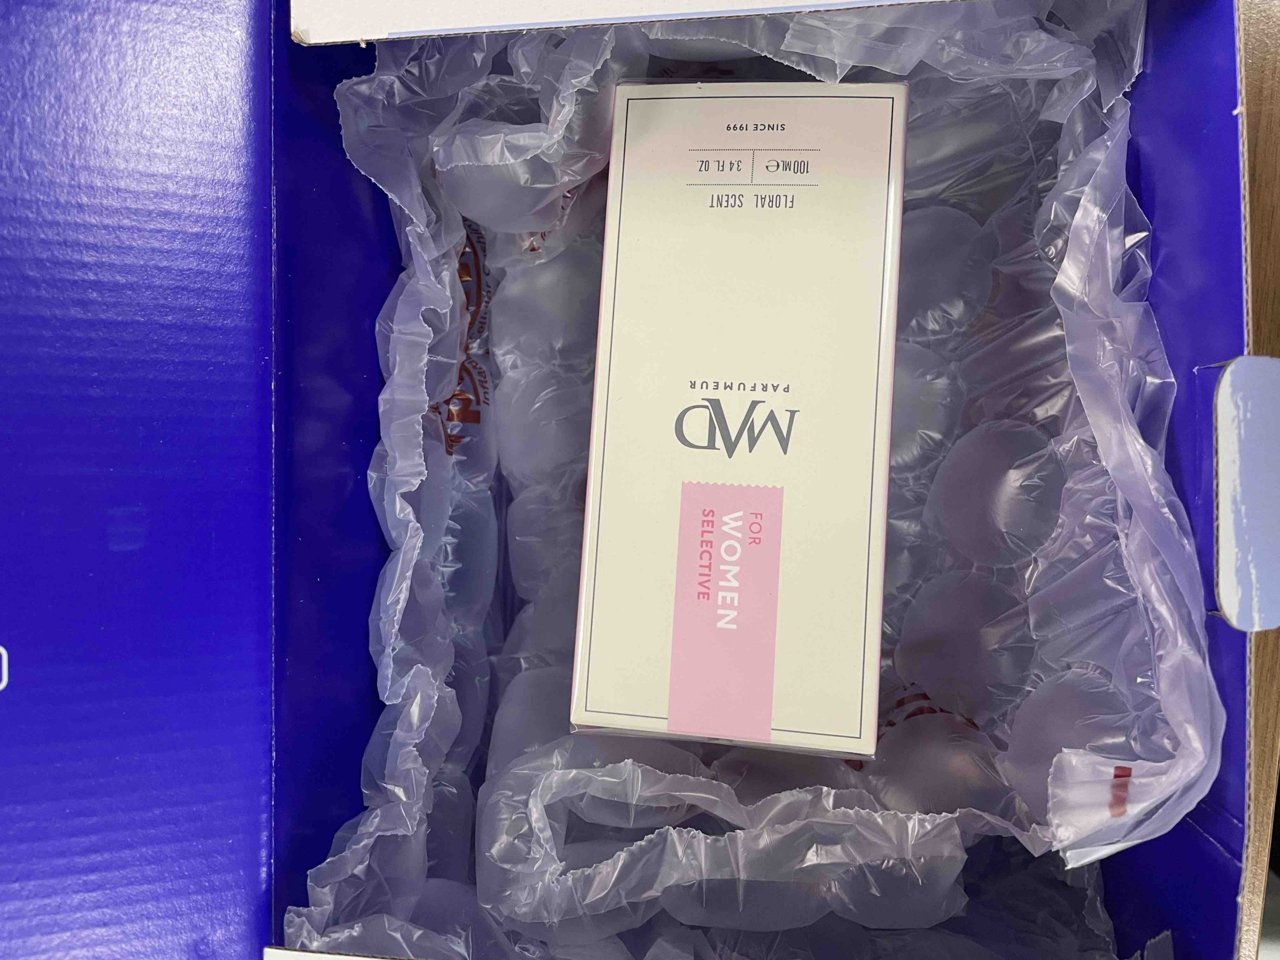 FOR
WOMEN
SELECTIVE
MAD
PARFUMEUR
FLORAL SCENT
100ML℮ 3.4 FL. OZ.
SINCE 1999